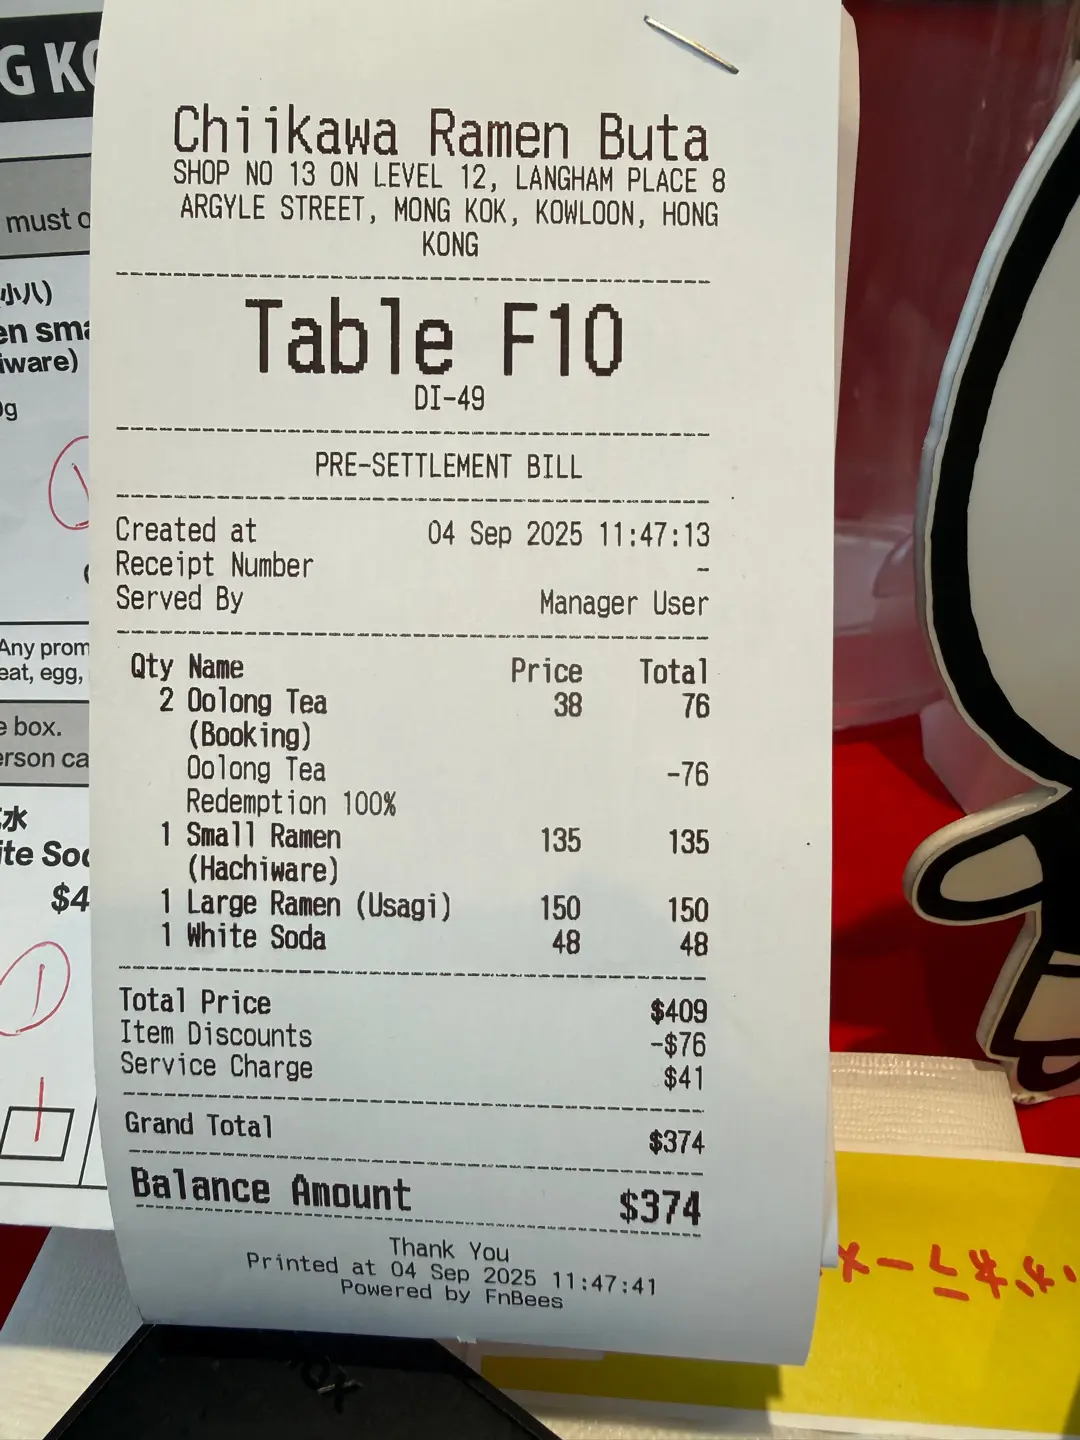 G KO
must o
小八)
en sma
iware)
0g
Any prom
eat, egg,
e box.
erson ca
水
ite Soc
$4
1
Chiikawa Ramen Buta
SHOP NO 13 ON LEVEL 12, LANGHAM PLACE 8
ARGYLE STREET, MONG KOK, KOWLOON, HONG
KONG
Table F10
DI-49
PRE-SETTLEMENT BILL
Created at 04 Sep 2025 11:47:13
Receipt Number –
Served By Manager User
Qty Name Price Total
2 Oolong Tea 38 76
(Booking)
Oolong Tea -76
Redemption 100%
1 Small Ramen 135 135
(Hachiware)
1 Large Ramen (Usagi) 150 150
1 White Soda 48 48
Total Price $409
Item Discounts -$76
Service Charge $41
Grand Total $374
Balance Amount $374
Thank You
Printed at 04 Sep 2025 11:47:41
Powered by FnBees